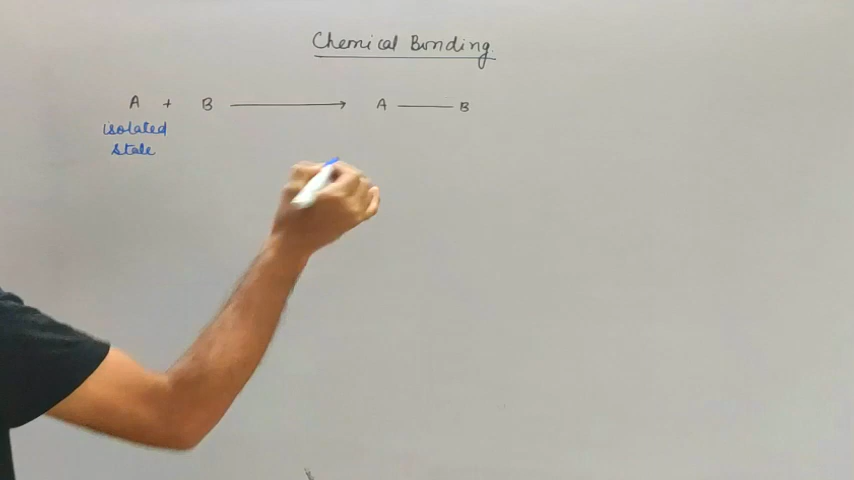 Chemical Bonding
A + B ⟶ A — B
isolated
state